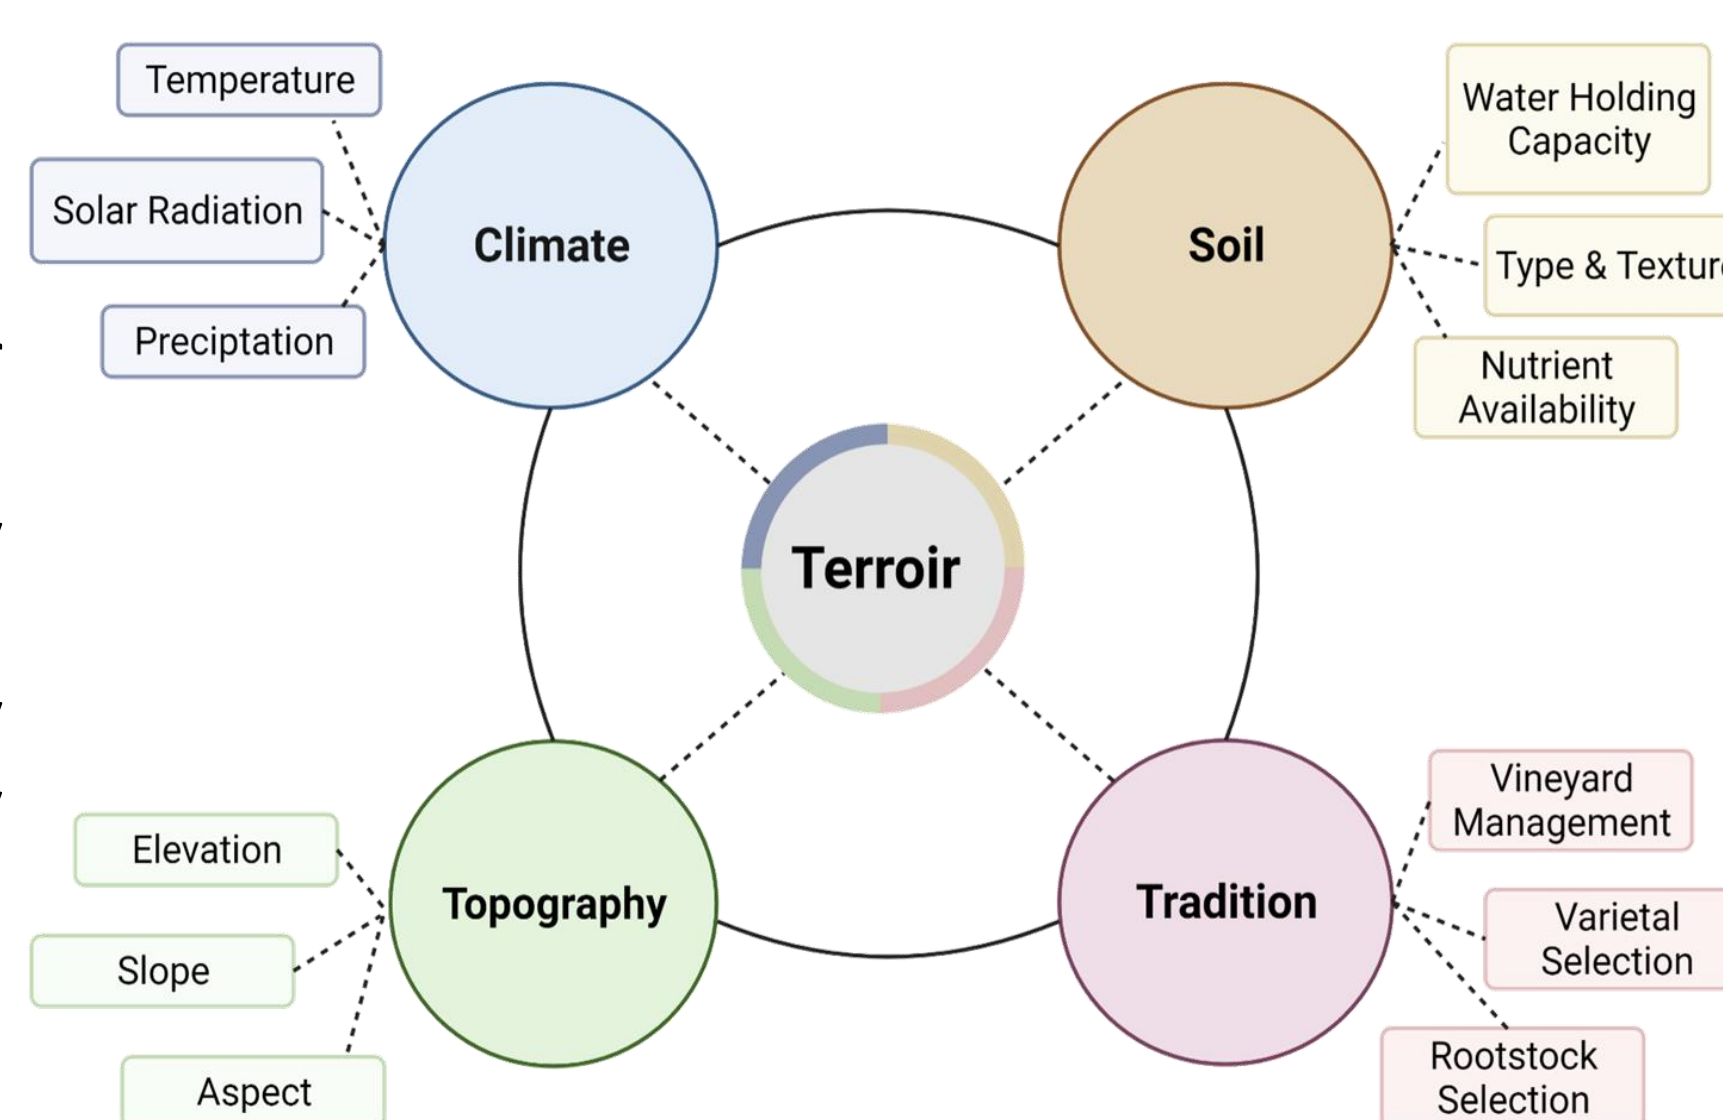 Temperature
Solar Radiation
Preciptation
Climate
Soil
Water Holding
Capacity
Type & Textur
Nutrient
Availability
Terroir
Topography
Elevation
Slope
Aspect
Tradition
Vineyard
Management
Varietal
Selection
Rootstock
Selection